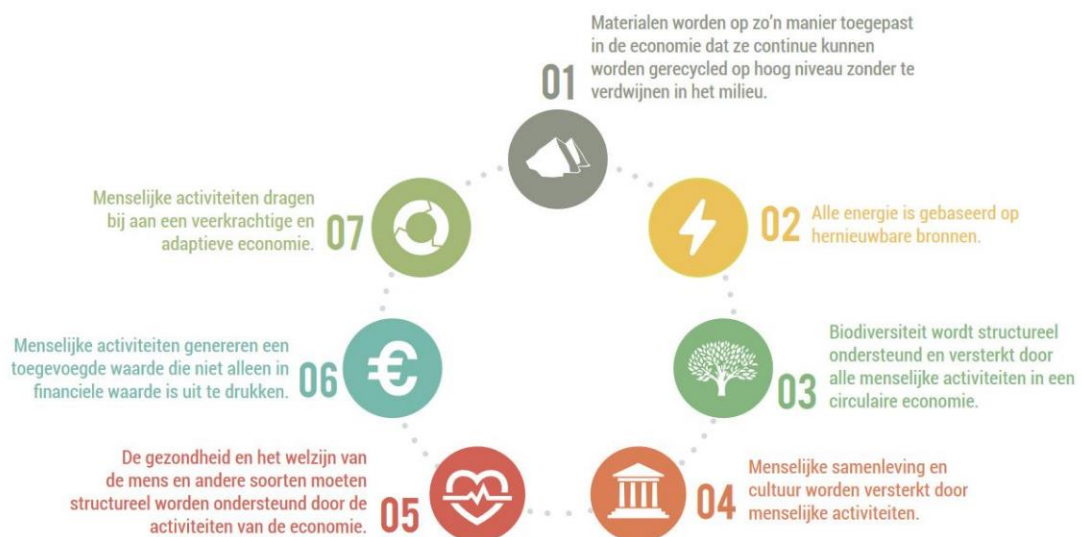 Materialen worden op zo'n manier toegepast
in de economie dat ze continue kunnen
worden gerecycled op hoog niveau zonder te
verdwijnen in het milieu.
01
Alle energie is gebaseerd op
hernieuwbare bronnen.
02
Biodiversiteit wordt structureel
ondersteund en versterkt door
alle menselijke activiteiten in een
circulaire economie.
03
Menselijke samenleving en
cultuur worden versterkt door
menselijke activiteiten.
04
De gezondheid en het welzijn van
de mens en andere soorten moeten
structureel worden ondersteund door de
activiteiten van de economie.
05
Menselijke activiteiten genereren een
toegevoegde waarde die niet alleen in
financiele waarde is uit te drukken.
06
€
Menselijke activiteiten dragen
bij aan een veerkrachtige en
adaptieve economie.
07